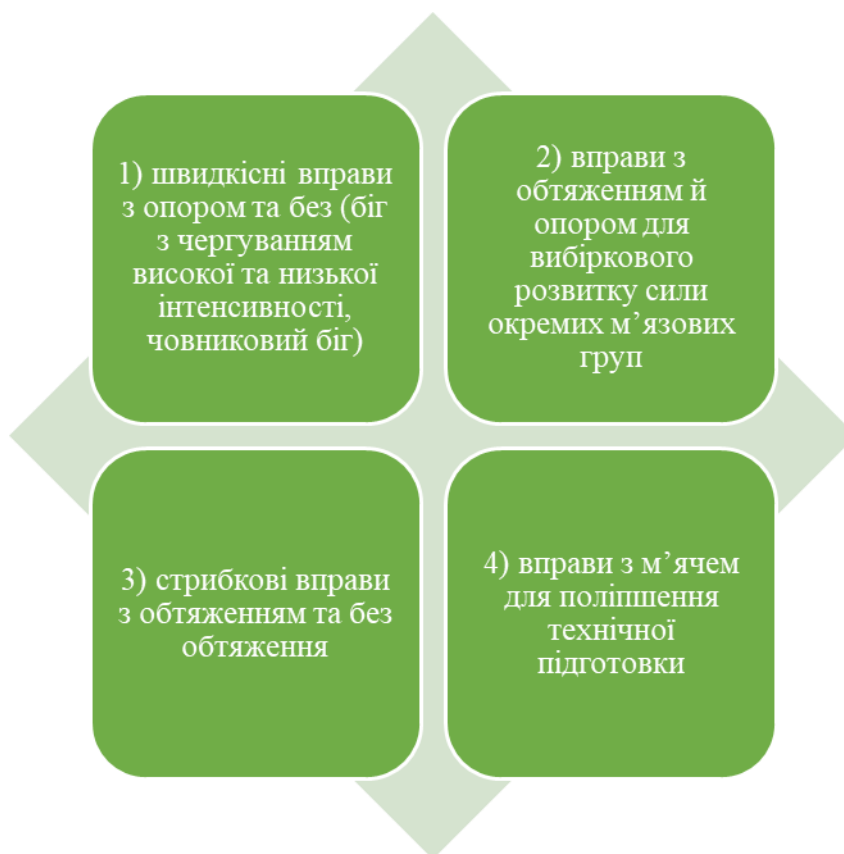 1) швидкісні вправи
з опором та без (біг
з чергуванням
високої та низької
інтенсивності,
човниковий біг)
2) вправи з
обтяженням й
опором для
вибіркового
розвитку сили
окремих м’язових
груп
3) стрибкові вправи
з обтяженням та без
обтяження
4) вправи з м’ячем
для поліпшення
технічної
підготовки